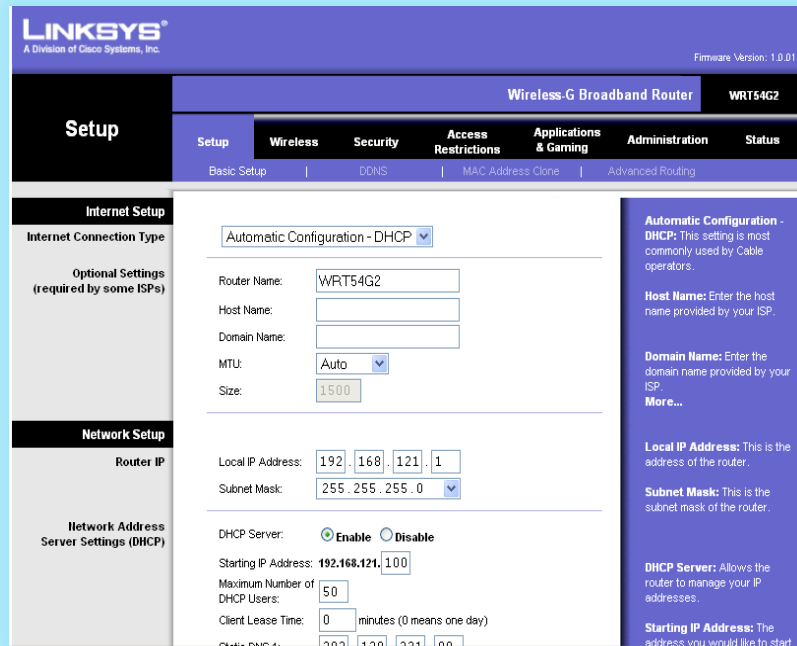 LINKSYS®
A Division of Cisco Systems, Inc.
Firmware Version: 1.0.01
Wireless-G Broadband Router WRT54G2
Setup
Setup Wireless Security Access Restrictions Applications & Gaming Administration Status
Basic Setup | DDNS | MAC Address Clone | Advanced Routing
Internet Setup
Internet Connection Type
Automatic Configuration - DHCP
Optional Settings
(required by some ISPs)
Router Name: WRT54G2
Host Name:
Domain Name:
MTU: Auto
Size: 1500
Network Setup
Router IP
Local IP Address: 192 . 168 . 121 . 1
Subnet Mask: 255.255.255.0
Network Address
Server Settings (DHCP)
DHCP Server: Enable Disable
Starting IP Address: 192.168.121. 100
Maximum Number of
DHCP Users: 50
Client Lease Time: 0 minutes (0 means one day)
Automatic Configuration -
DHCP: This setting is most
commonly used by Cable
operators.
Host Name: Enter the host
name provided by your ISP.
Domain Name: Enter the
domain name provided by your
ISP.
More...
Local IP Address: This is the
address of the router.
Subnet Mask: This is the
subnet mask of the router.
DHCP Server: Allows the
router to manage your IP
addresses.
Starting IP Address: The
address you would like to start